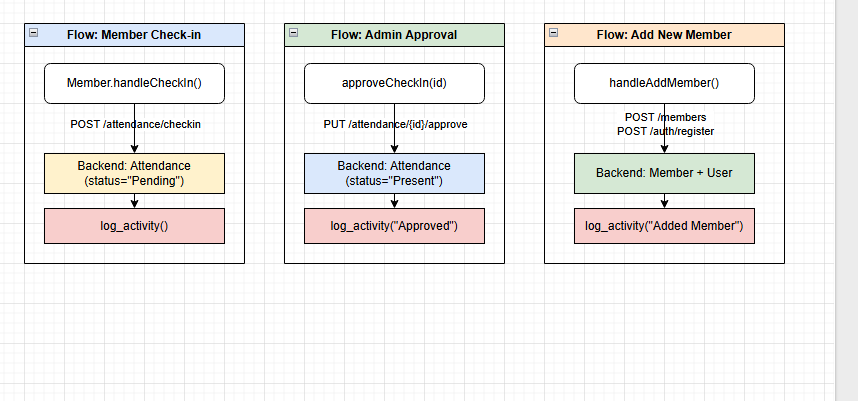 Flow: Member Check-in
Member.handleCheckIn()
POST /attendance/checkin
Backend: Attendance
(status="Pending")
log_activity()
Flow: Admin Approval
approveCheckIn(id)
PUT /attendance/{id}/approve
Backend: Attendance
(status="Present")
log_activity("Approved")
Flow: Add New Member
handleAddMember()
POST /members
POST /auth/register
Backend: Member + User
log_activity("Added Member")